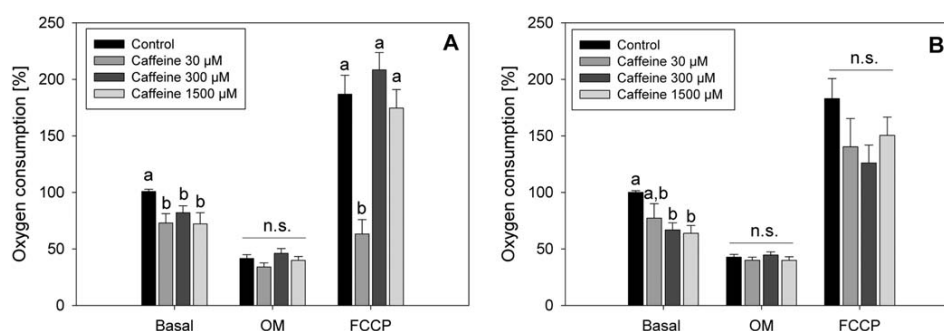 A
Oxygen consumption [%]
250
200
150
100
50
0
Control
Caffeine 30 µM
Caffeine 300 µM
Caffeine 1500 µM
a
b
b
b
n.s.
a
b
a
a
Basal
OM
FCCP
B
Oxygen consumption [%]
250
200
150
100
50
0
Control
Caffeine 30 µM
Caffeine 300 µM
Caffeine 1500 µM
a
a,b
b
b
n.s.
n.s.
Basal
OM
FCCP